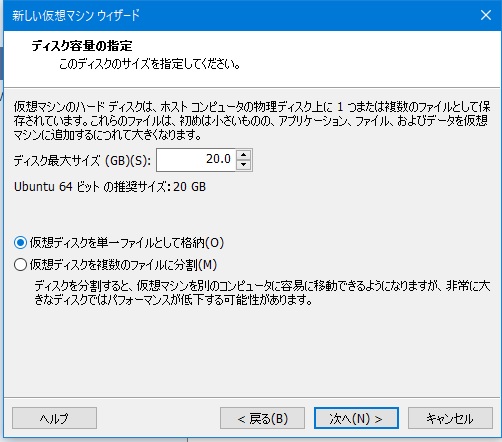 新しい仮想マシン ウィザード
ディスク容量の指定
このディスクのサイズを指定してください。
仮想マシンのハード ディスクは、ホスト コンピュータの物理ディスク上に 1 つまたは複数のファイルとして保
存されています。これらのファイルは、初めは小さいものの、アプリケーション、ファイル、およびデータを仮想
マシンに追加するにつれて大きくなります。
ディスク最大サイズ (GB)(S): 20.0
Ubuntu 64 ビット の推奨サイズ: 20 GB
仮想ディスクを単一ファイルとして格納(O)
仮想ディスクを複数のファイルに分割(M)
ディスクを分割すると、仮想マシンを別のコンピュータに容易に移動できるようになりますが、非常に大
きなディスクではパフォーマンスが低下する可能性があります。
ヘルプ < 戻る(B) 次へ(N) > キャンセル